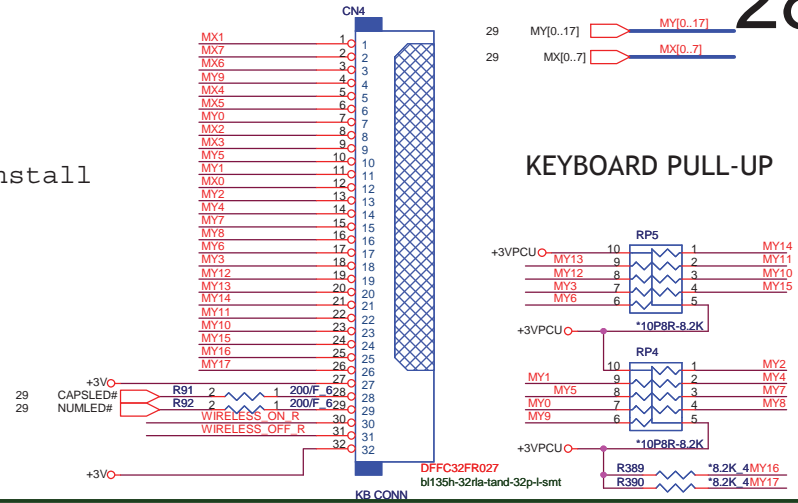 CN4
MX1 1 1
MX7 2 2
MX6 3 3
MY9 4 4
MX4 5 5
MX5 6 6
MY0 7 7
MX2 8 8
MX3 9 9
MY5 10 10
MY1 11 11
MX0 12 12
MY2 13 13
MY4 14 14
MY7 15 15
MY8 16 16
MY6 17 17
MY3 18 18
MY12 19 19
MY13 20 20
MY14 21 21
MY11 22 22
MY10 23 23
MY15 24 24
MY16 25 25
MY17 26 26
+3V 27 27
29 CAPSLED# R91 2 1 200/F_6 28 28
29 NUMLED# R92 2 1 200/F_6 29 29
WIRELESS_ON_R 30 30
WIRELESS_OFF_R 31 31
32 32
+3V
DFFC32FR027
bl135h-32rla-tand-32p-l-smt
KB CONN
nstall
29 MY[0..17] MY[0..17]
29 MX[0..7] MX[0..7]
KEYBOARD PULL-UP
RP5
+3VPCU 10 1 MY14
MY13 9 2 MY11
MY12 8 3 MY10
MY3 7 4 MY15
MY6 6 5
*10P8R-8.2K
+3VPCU
RP4
10 1 MY2
MY1 9 2 MY4
MY5 8 3 MY7
MY0 7 4 MY8
MY9 6 5
*10P8R-8.2K
+3VPCU
R389 *8.2K_4 MY16
R390 *8.2K_4 MY17